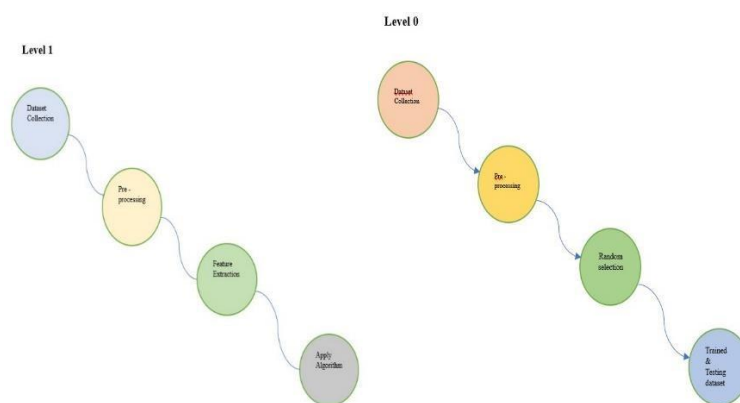 Level 1
Dataset
Collection
Pre -
processing
Feature
Extraction
Apply
Algorithm
Level 0
Dataset
Collection
Pre -
processing
Random
selection
Trained
&
Testing
dataset